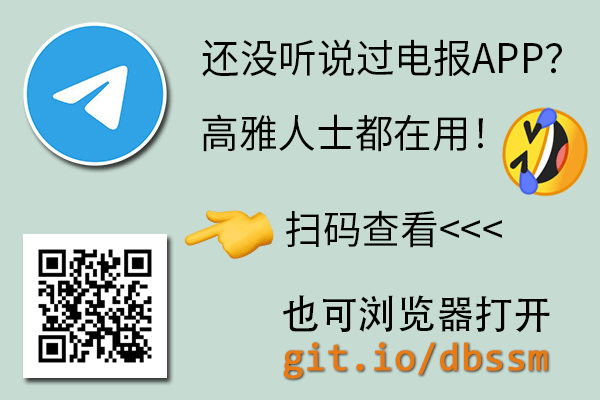 还没听说过电报APP?
高雅人士都在用!
扫码查看<<<
也可浏览器打开
git.io/dbssm